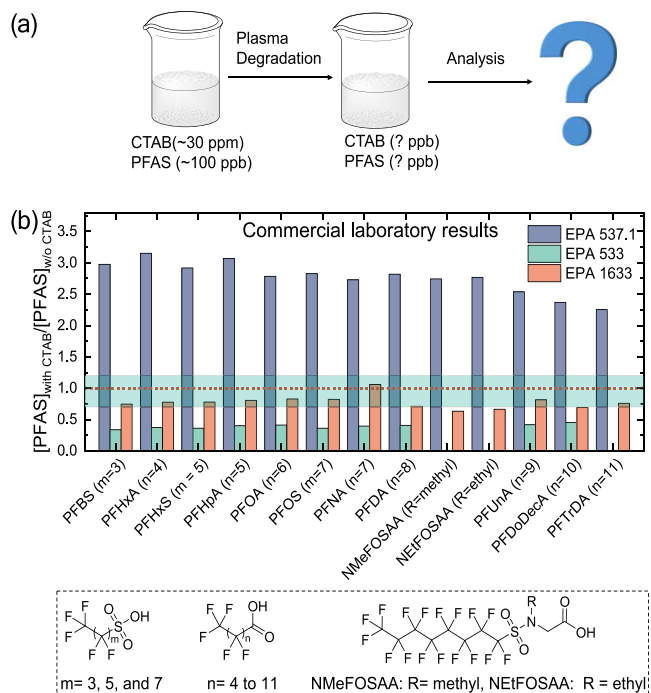 (a)
Plasma
Degradation
Analysis
?
CTAB(~30 ppm)
PFAS (~100 ppb)
CTAB (? ppb)
PFAS (? ppb)
(b)
Commercial laboratory results
EPA 537.1
EPA 533
EPA 1633
[PFAS]with CTAB/[PFAS]w/o CTAB
3.5
3.0
2.5
2.0
1.5
1.0
0.5
0.0
PFBS (m=3)
PFHxA (n=4)
PFHxS (m = 5)
PFHpA (n=5)
PFOA (n=6)
PFOS (m=7)
PFNA (n=7)
PFDA (n=8)
NMeFOSAA (R=methyl)
NEtFOSAA (R=ethyl)
PFUnA (n=9)
PFDoDecA (n=10)
PFTrDA (n=11)
F F F O OH S O m F F
F F F OH O n F F
F F F F F F F F F F F F F F F F F O S O N R O OH
m= 3, 5, and 7
n= 4 to 11
NMeFOSAA: R= methyl, NEtFOSAA: R = ethyl